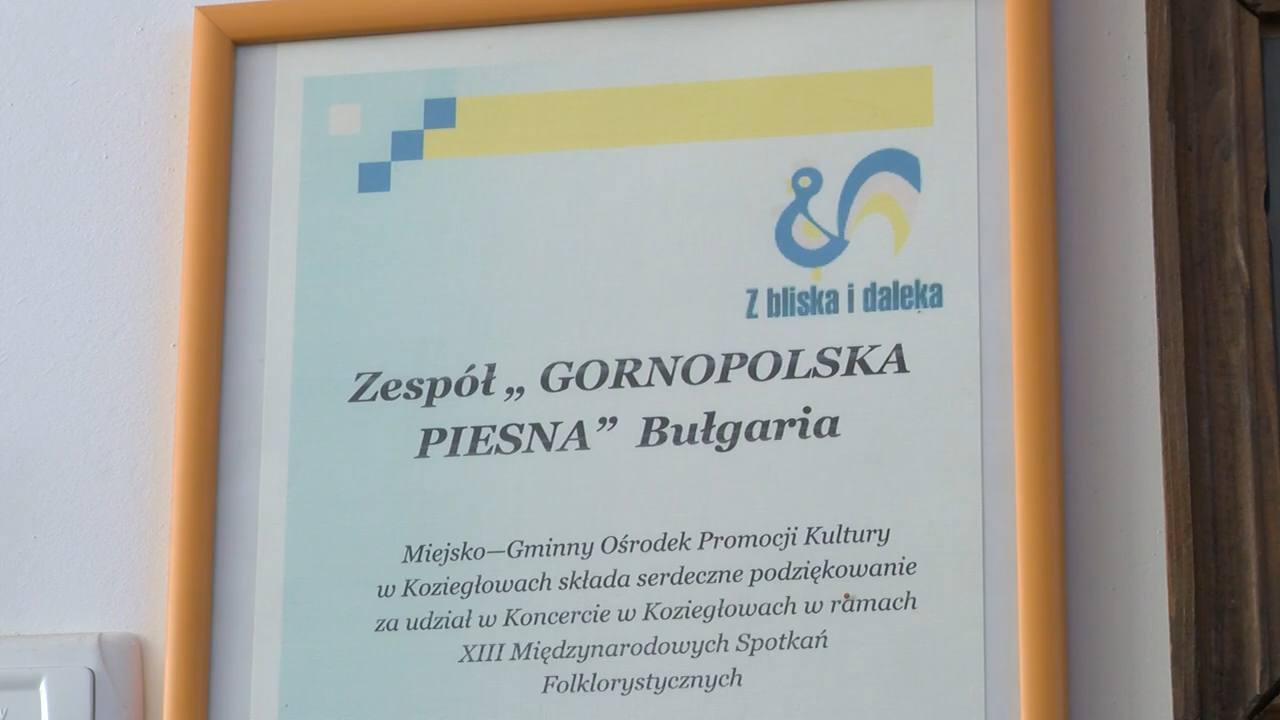 Z bliska i daleka
Zespół „ GORNOPOLSKA
PIESNA” Bułgaria
Miejsko—Gminny Ośrodek Promocji Kultury
w Koziegłowach składa serdeczne podziękowanie
za udział w Koncercie w Koziegłowach w ramach
XIII Międzynarodowych Spotkań
Folklorystycznych